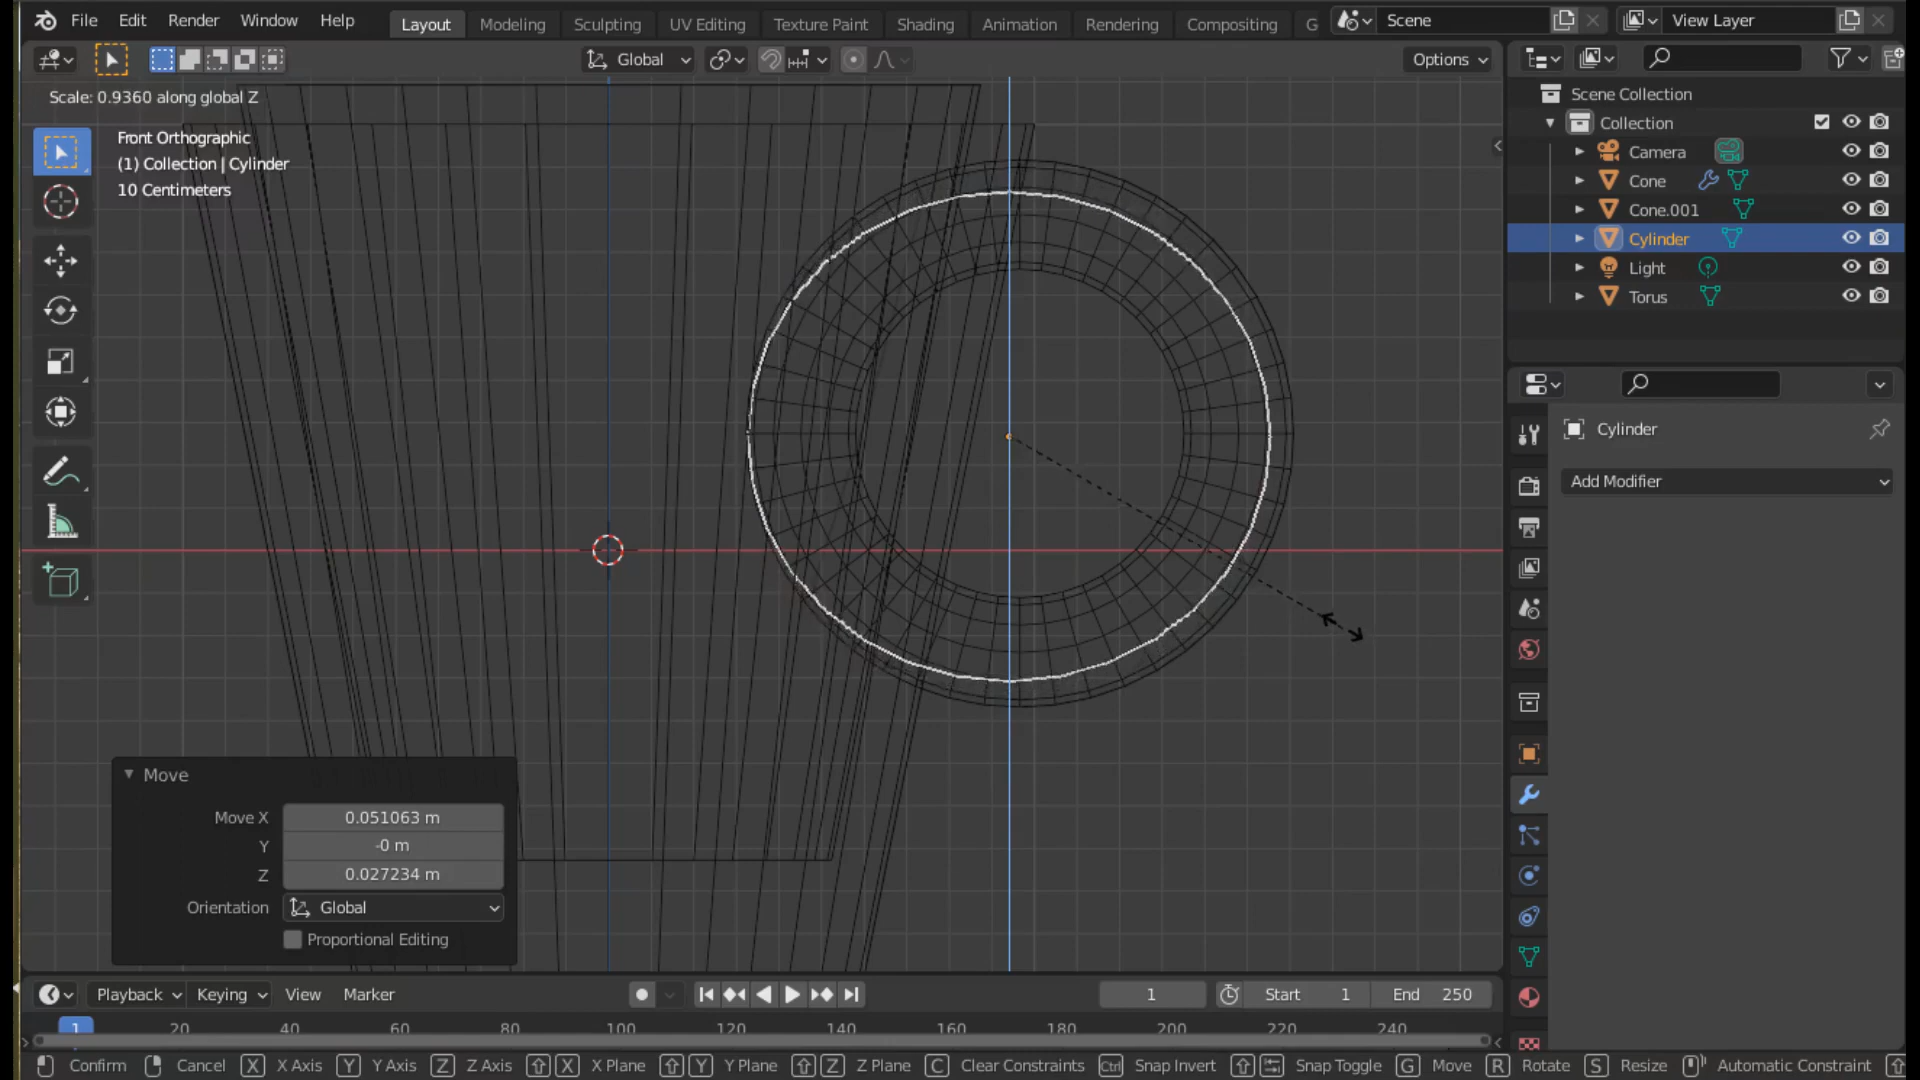 File Edit Render Window Help Layout Modeling Sculpting UV Editing Texture Paint Shading Animation Rendering Compositing G Scene View Layer
Global Options
Scale: 0.9360 along global Z
Front Orthographic
(1) Collection | Cylinder
10 Centimeters
Scene Collection
Collection
Camera
Cone
Cone.001
Cylinder
Light
Torus
Cylinder
Add Modifier
Move
Move X 0.051063 m
Y -0 m
Z 0.027234 m
Orientation Global
Proportional Editing
Playback Keying View Marker 1 Start 1 End 250
1 20 40 60 80 100 120 140 160 180 200 220 240
Confirm Cancel X X Axis Y Y Axis Z Z Axis X X Plane Y Y Plane Z Z Plane C Clear Constraints Ctrl Snap Invert Snap Toggle G Move R Rotate S Resize Automatic Constraint